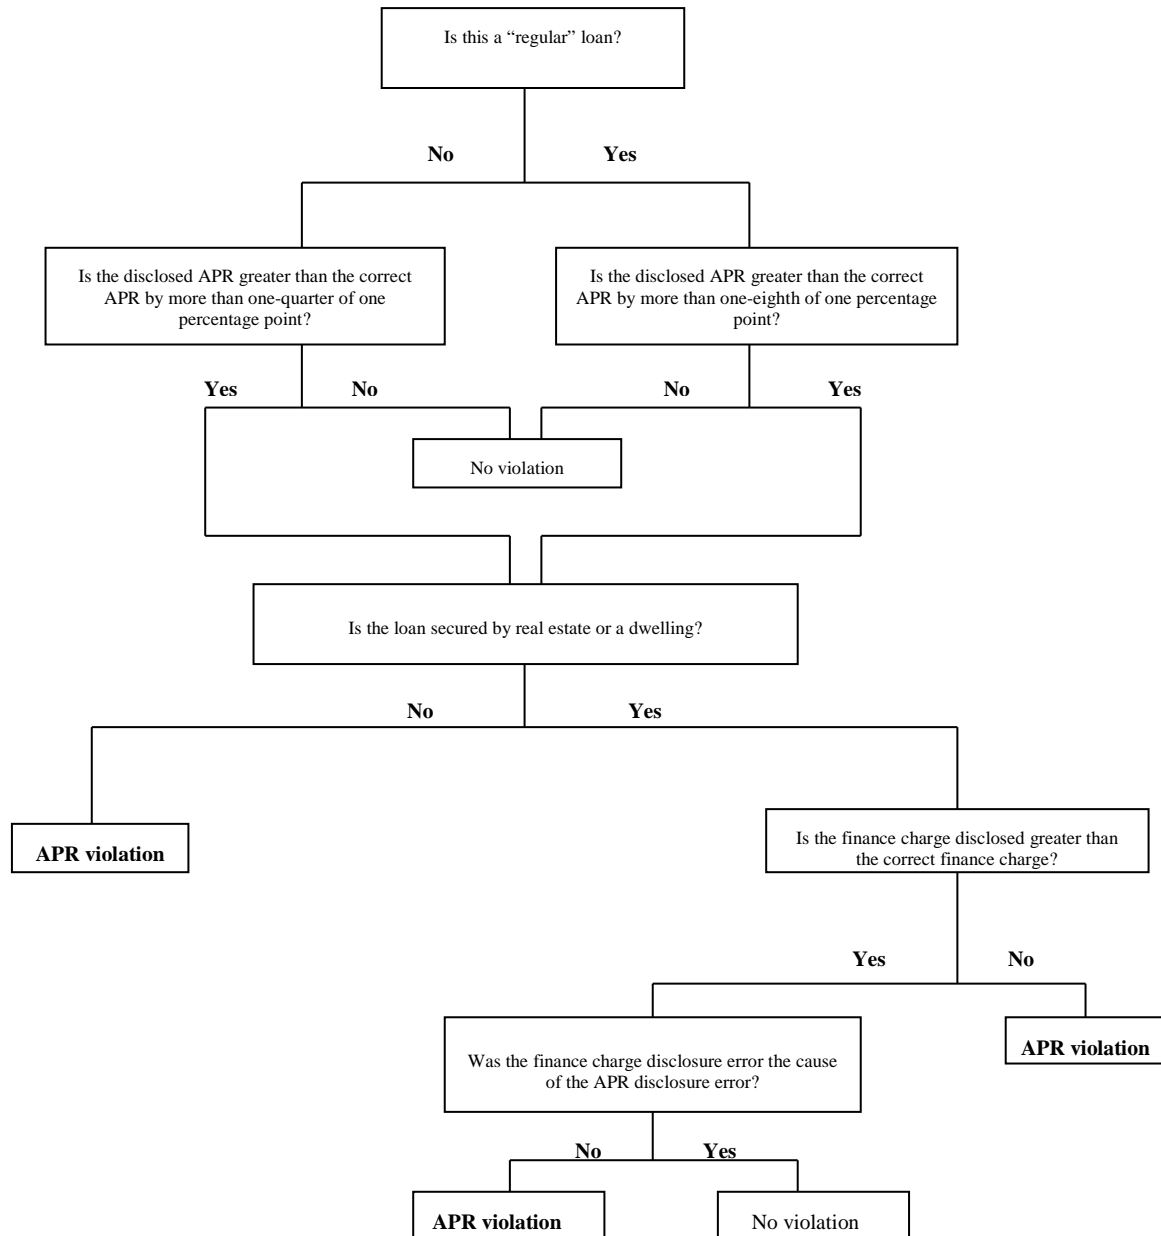 Is this a “regular” loan?
No
Yes
Is the disclosed APR greater than the correct
APR by more than one-quarter of one
percentage point?
Is the disclosed APR greater than the correct
APR by more than one-eighth of one percentage
point?
Yes
No
No
Yes
No violation
Is the loan secured by real estate or a dwelling?
No
Yes
APR violation
Is the finance charge disclosed greater than
the correct finance charge?
Yes
No
Was the finance charge disclosure error the cause
of the APR disclosure error?
APR violation
No
Yes
APR violation
No violation